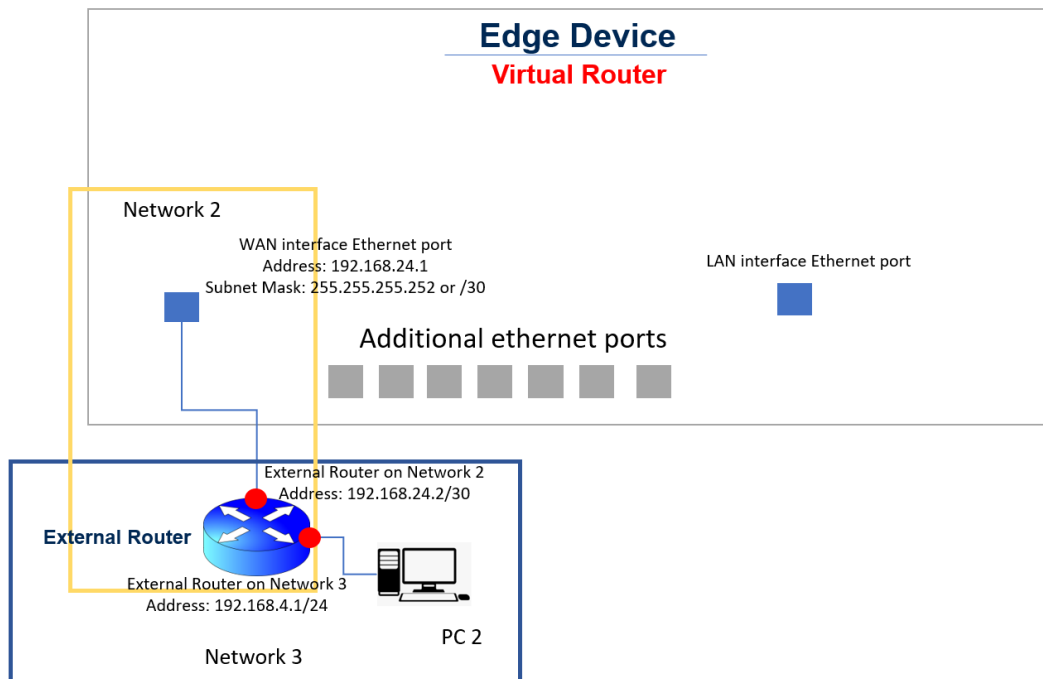 Edge Device
Virtual Router
Network 2
WAN interface Ethernet port
Address: 192.168.24.1
Subnet Mask: 255.255.255.252 or /30
LAN interface Ethernet port
Additional ethernet ports
External Router on Network 2
Address: 192.168.24.2/30
External Router
External Router on Network 3
Address: 192.168.4.1/24
PC 2
Network 3